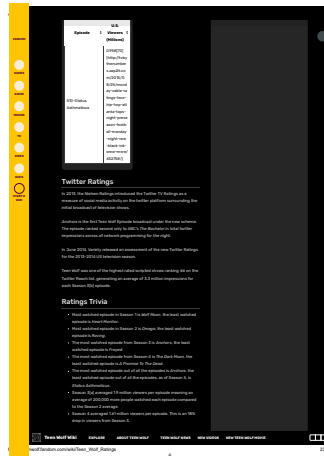 Episode
U.S.
Viewers
(Millions)
Asthmaticus
Twitter Ratings
In 2013, the Nielsen Ratings introduced the Twitter TV Ratings as a
measure of social media activity on the twitter platform surrounding the
initial broadcast of television shows.
Anchors is the first Teen Wolf Episode broadcast under the new scheme.
The episode ranked second only to ABC's The Bachelor in total twitter
impressions across all network programming for the night.
In June 2014, Variety released an assessment of the new Twitter Ratings
for the 2013-2014 US television season.
Teen Wolf was one of the highest rated scripted shows ranking
on the
Twitter Reach list, generating an average of 3.3 million impressions for
each Season 3(b) episode.
Ratings Trivia
Most watched episode in Season 1 is Wolf Moon, the least watched
episode is Heart Monitor.
Most watched episode in Season 2 is Omega, the least watched
episode is Raving.
The most watched episode from Season 3 is Anchors, the least
watched episode is Frayed
The most watched episode from Season 4 is The Dark Moon, the
least watched episode is A Promise To The Dead
The most watched episode out of all the episodes is Anchors, the
least watched episode out of all the episodes, as of Season 5, is
Status Asthmaticus.
Season 3(a) averaged 1.9 million viewers per episode meaning an
average of 200,000 more people watched each episode compared
to the Season 2 average.
Season 4 averaged 1.61 million viewers per episode. This is an 18%
drop in viewers from Season 3.
Teen Wolf Wiki
EXPLORE
ABOUT TEEN WOLF
TEEN WOLF NEWS
NEW VIDEOS
NEW TEEN WOLF MOVIE
wolf.fandom.com/wiki/Teen_Wolf_Ratings